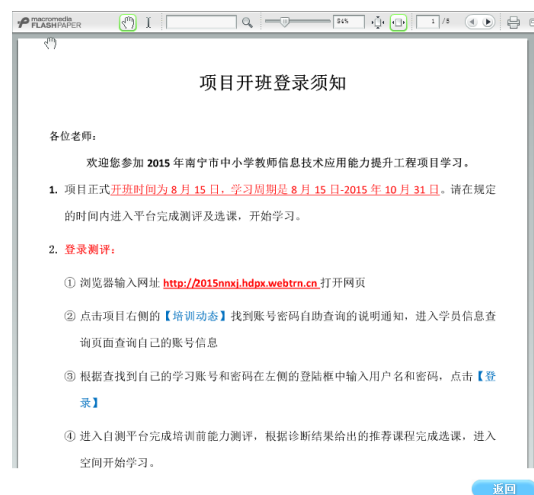 macromedia
FLASHPAPER
54%
1 /5
项目开班登录须知
各位老师：
欢迎您参加 2015 年南宁市中小学教师信息技术应用能力提升工程项目学习。
1. 项目正式开班时间为 8 月 15 日，学习周期是 8 月 15 日-2015 年 10 月 31 日。请在规定
的时间内进入平台完成测评及选课，开始学习。
2. 登录测评：
① 浏览器输入网址 http://2015nnxj.hdpx.webtrn.cn 打开网页
② 点击项目右侧的【培训动态】找到账号密码自助查询的说明通知，进入学员信息查
询页面查询自己的账号信息
③ 根据查找到自己的学习账号和密码在左侧的登陆框中输入用户名和密码，点击【登
录】
④ 进入自测平台完成培训前能力测评，根据诊断结果给出的推荐课程完成选课，进入
空间开始学习。
返回